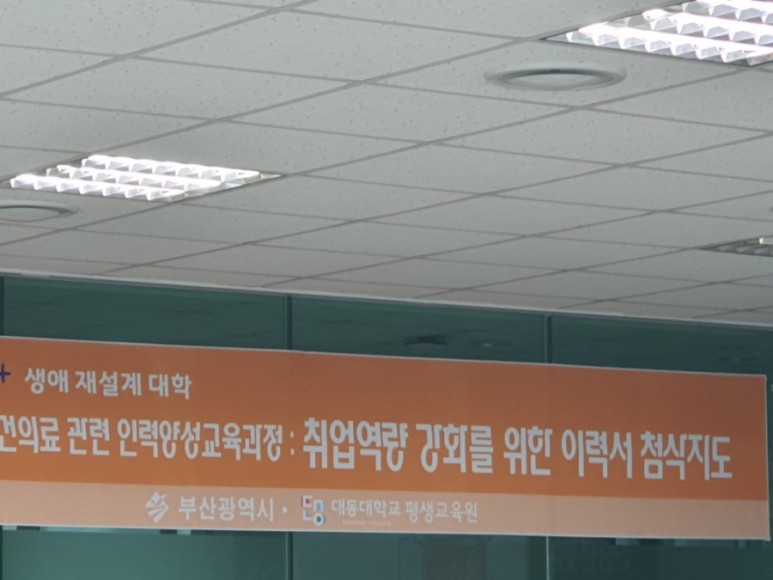 + 생애 재설계 대학
건의료 관련 인력양성교육과정 : 취업역량 강화를 위한 이력서 첨삭지도
부산광역시 · 대동대학교 평생교육원